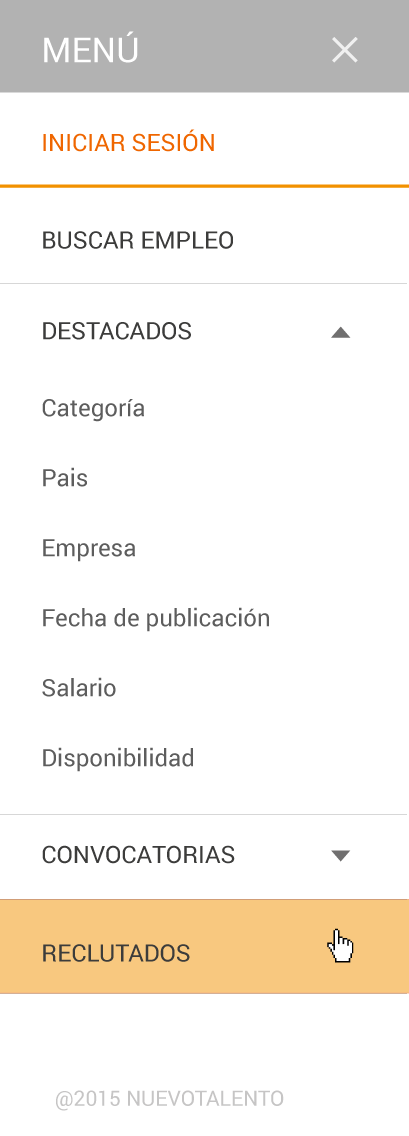 MENÚ
INICIAR SESIÓN
BUSCAR EMPLEO
DESTACADOS
Categoría
Pais
Empresa
Fecha de publicación
Salario
Disponibilidad
CONVOCATORIAS
RECLUTADOS
@2015 NUEVOTALENTO